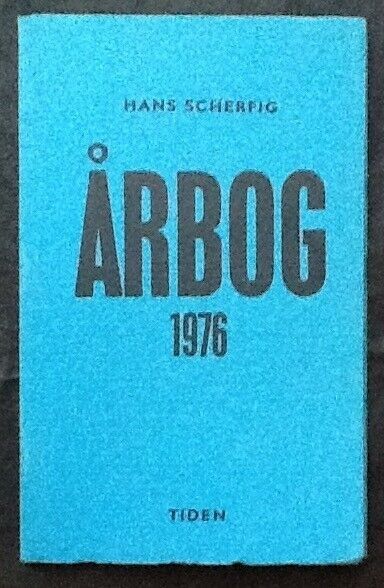 HANS SCHERFIG
ÅRBOG
1976
TIDEN